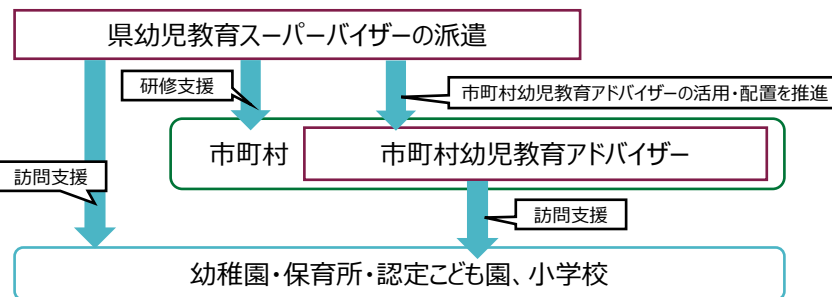 県幼児教育スーパーバイザーの派遣
研修支援
市町村幼児教育アドバイザーの活用・配置を推進
市町村
市町村幼児教育アドバイザー
訪問支援
訪問支援
幼稚園・保育所・認定こども園、小学校